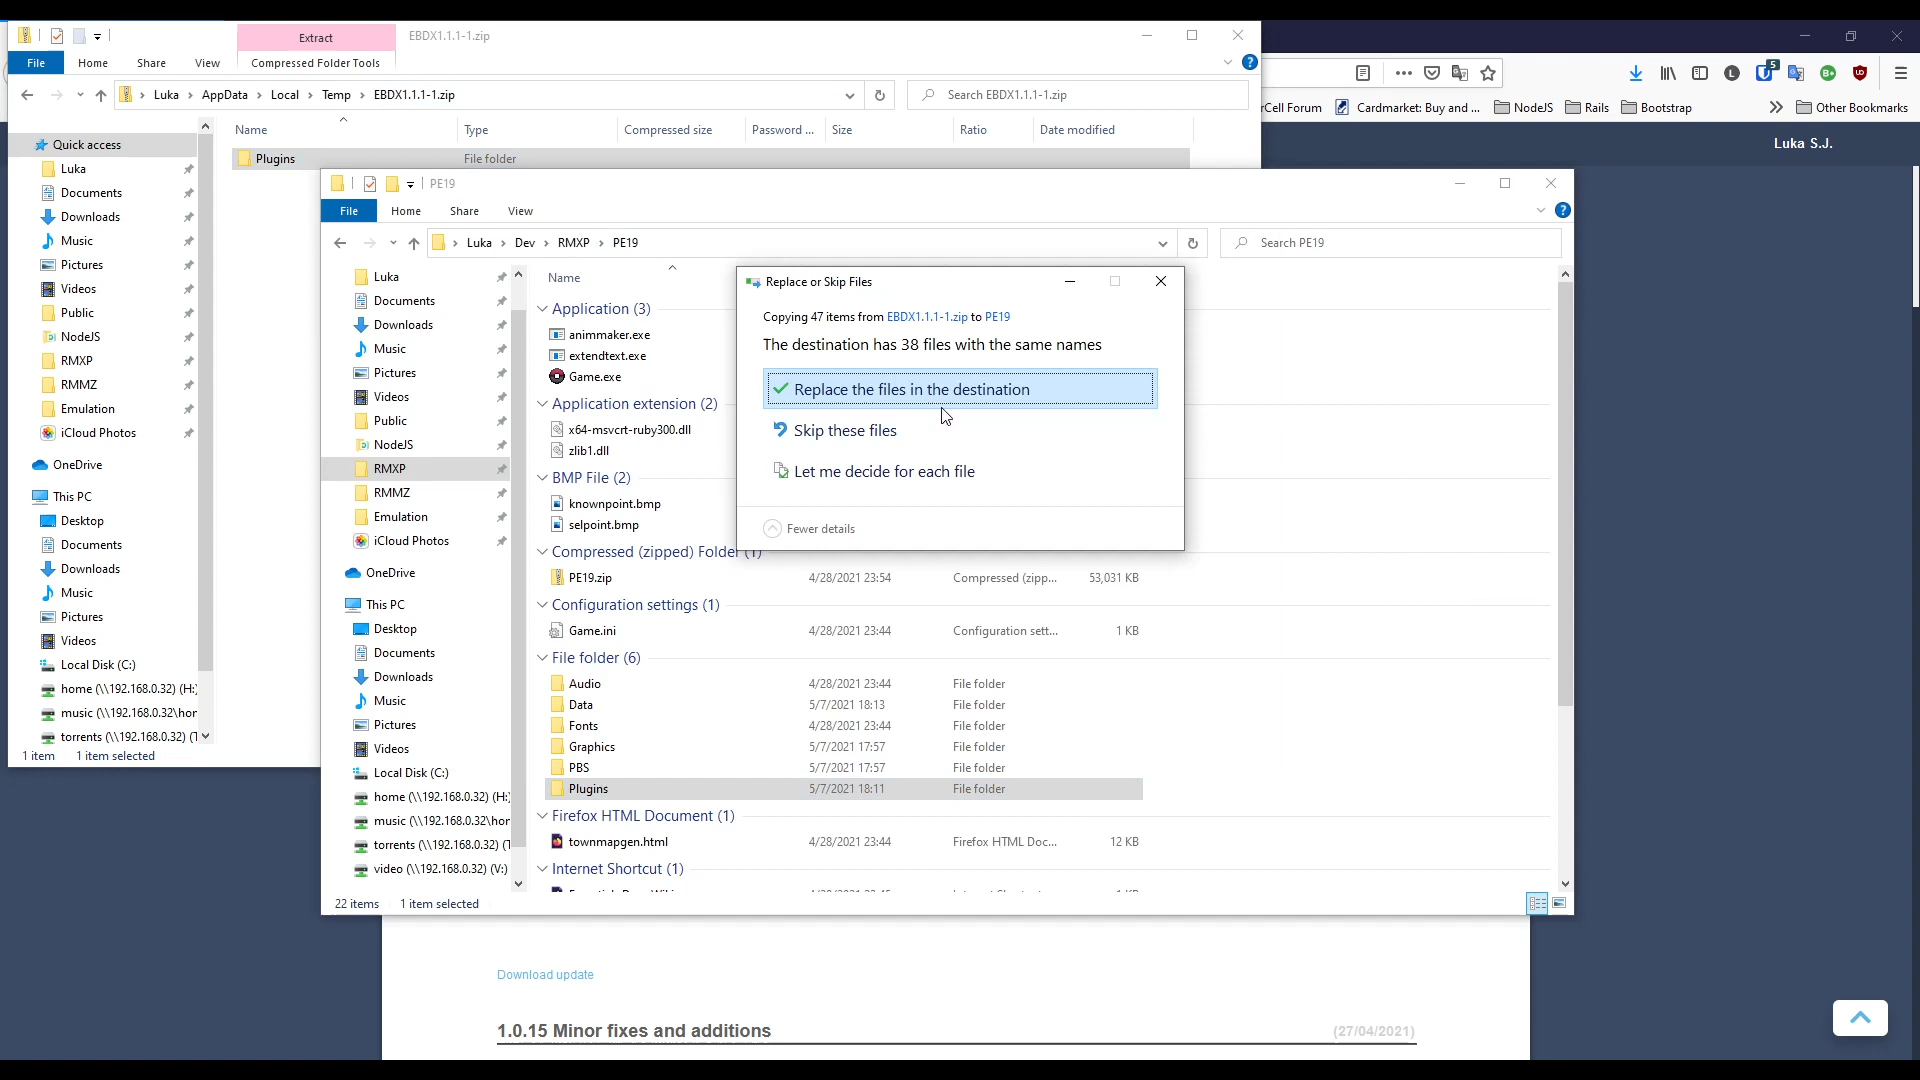 Extract
EBDX1.1.1-1.zip
File Home Share View Compressed Folder Tools
Luka > AppData > Local > Temp > EBDX1.1.1-1.zip
Search EBDX1.1.1-1.zip
Name Type Compressed size Password ... Size Ratio Date modified
Plugins File folder
Quick access
Luka
Documents
Downloads
Music
Pictures
Videos
Public
NodeJS
RMXP
RMMZ
Emulation
iCloud Photos
OneDrive
This PC
Desktop
Documents
Downloads
Music
Pictures
Videos
Local Disk (C:)
home (\\192.168.0.32) (H:
music (\\192.168.0.32\hor
torrents (\\192.168.0.32) (T
1 item 1 item selected
5
rCell Forum Cardmarket: Buy and ... NodeJS Rails Bootstrap Other Bookmarks
Luka S.J.
PE19
File Home Share View
Luka > Dev > RMXP > PE19
Search PE19
Luka
Documents
Downloads
Music
Pictures
Videos
Public
NodeJS
RMXP
RMMZ
Emulation
iCloud Photos
OneDrive
This PC
Desktop
Documents
Downloads
Music
Pictures
Videos
Local Disk (C:)
home (\\192.168.0.32) (H:
music (\\192.168.0.32\hor
torrents (\\192.168.0.32) (T
video (\\192.168.0.32) (V:)
Name
Application (3)
animmaker.exe
extendtext.exe
Game.exe
Application extension (2)
x64-msvcrt-ruby300.dll
zlib1.dll
BMP File (2)
knownpoint.bmp
selpoint.bmp
Compressed (zipped) Folder (1)
PE19.zip 4/28/2021 23:54 Compressed (zipp... 53,031 KB
Configuration settings (1)
Game.ini 4/28/2021 23:44 Configuration sett... 1 KB
File folder (6)
Audio 4/28/2021 23:44 File folder
Data 5/7/2021 18:13 File folder
Fonts 4/28/2021 23:44 File folder
Graphics 5/7/2021 17:57 File folder
PBS 5/7/2021 17:57 File folder
Plugins 5/7/2021 18:11 File folder
Firefox HTML Document (1)
townmapgen.html 4/28/2021 23:44 Firefox HTML Doc... 12 KB
Internet Shortcut (1)
22 items 1 item selected
Replace or Skip Files
Copying 47 items from EBDX1.1.1-1.zip to PE19
The destination has 38 files with the same names
Replace the files in the destination
Skip these files
Let me decide for each file
Fewer details
Download update
1.0.15 Minor fixes and additions (27/04/2021)